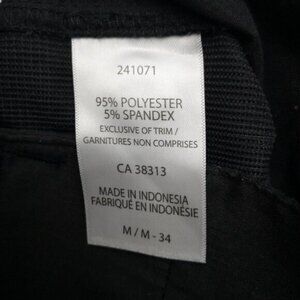 241071
95% POLYESTER
5% SPANDEX
EXCLUSIVE OF TRIM /
GARNITURES NON COMPRISES
CA 38313
MADE IN INDONESIA
FABRIQUÉ EN INDONÉSIE
M / M - 34